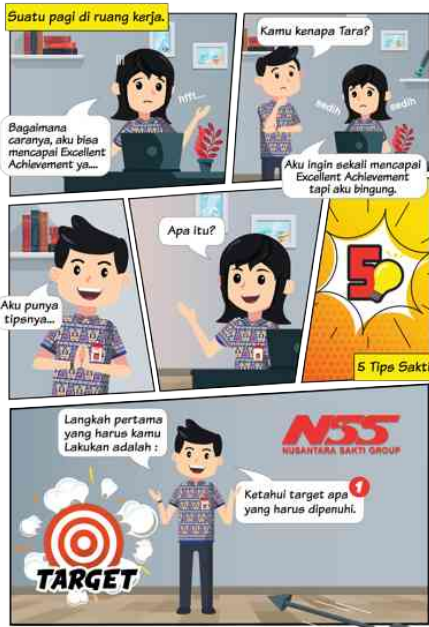 Suatu pagi di ruang kerja.
hfft...
Bagaimana
caranya, aku bisa
mencapai Excellent
Achievement ya....
Kamu kenapa Tara?
sedih
sedih
Aku ingin sekali mencapai
Excellent Achievement
tapi aku bingung.
Aku punya
tipsnya...
Apa itu?
5
5 Tips Sakti
Langkah pertama
yang harus kamu
Lakukan adalah :
NSS
NUSANTARA SAKTI GROUP
1
Ketahui target apa
yang harus dipenuhi.
TARGET